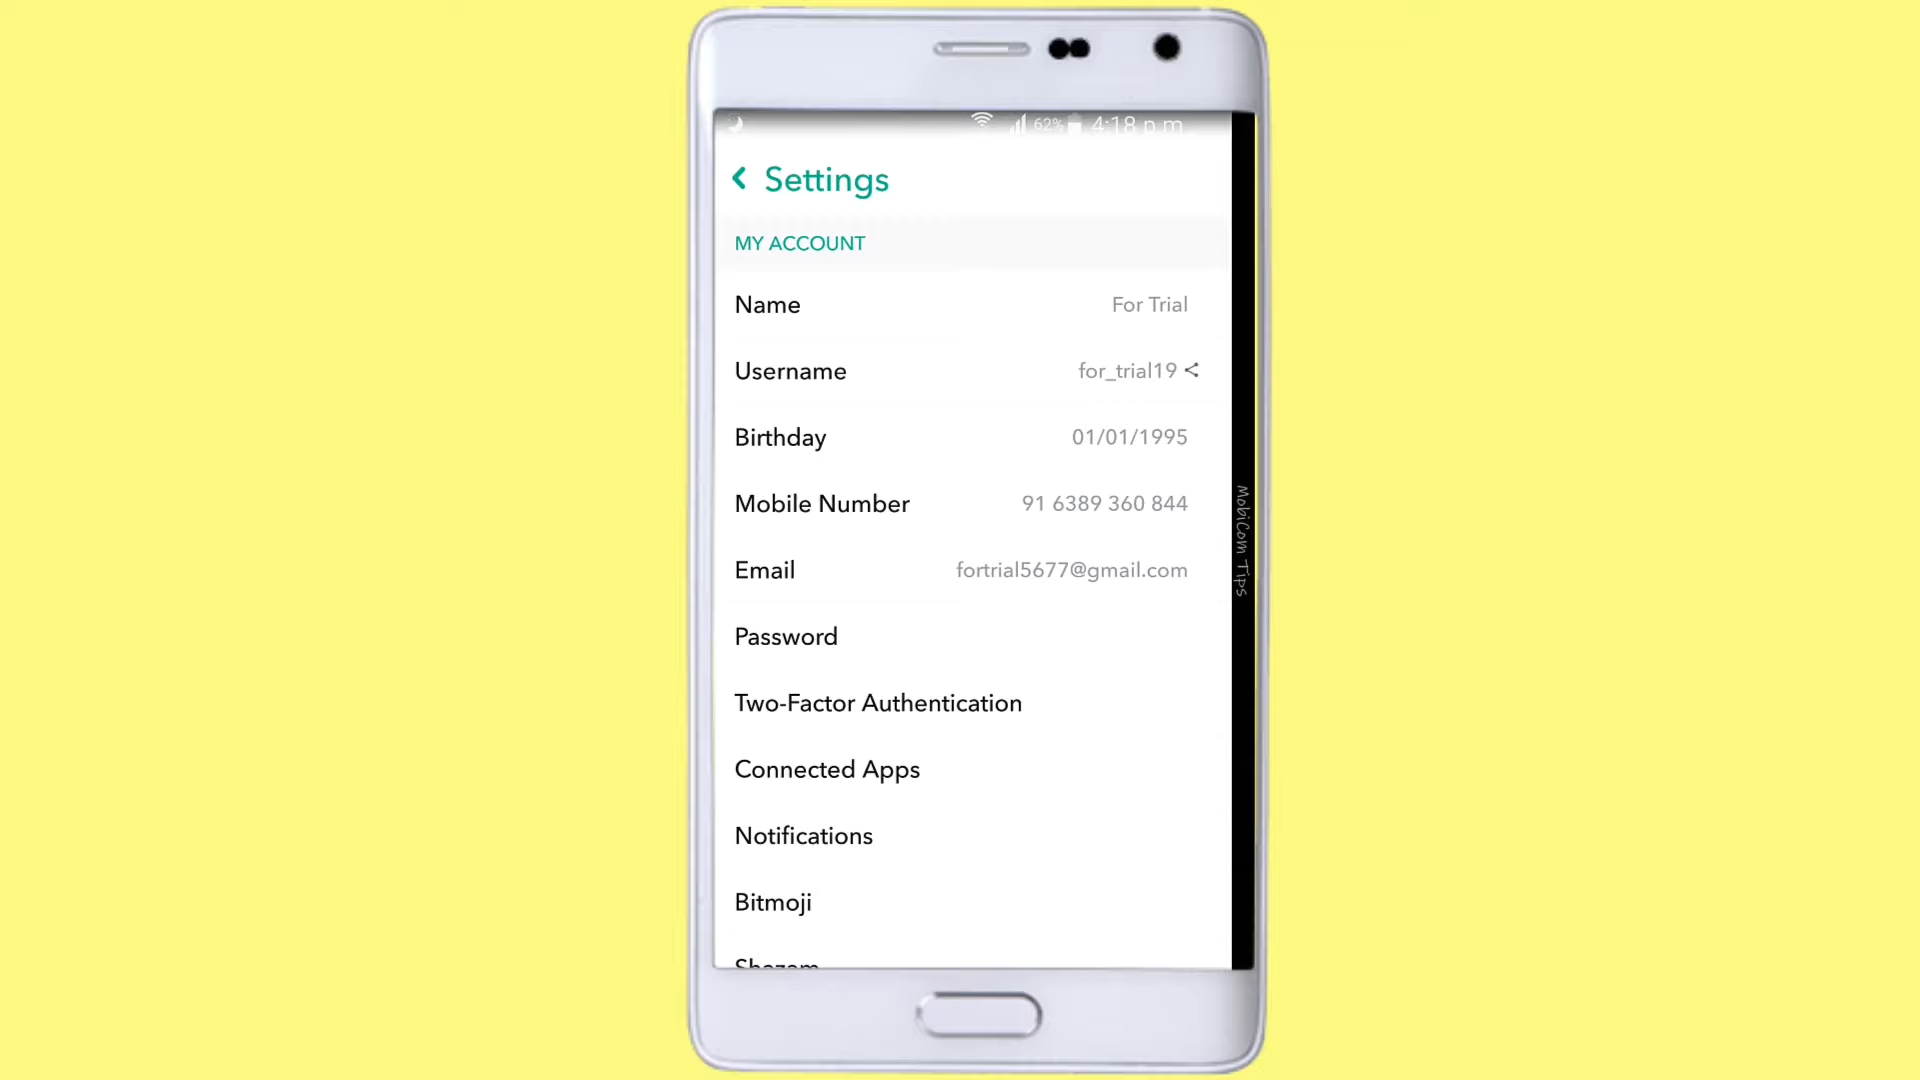 62% 4:18 p m
Settings
MY ACCOUNT
Name For Trial
Username for_trial19
Birthday 01/01/1995
Mobile Number 91 6389 360 844
Email fortrial5677@gmail.com
Password
Two-Factor Authentication
Connected Apps
Notifications
Bitmoji
Shazam
MobiCom Tips